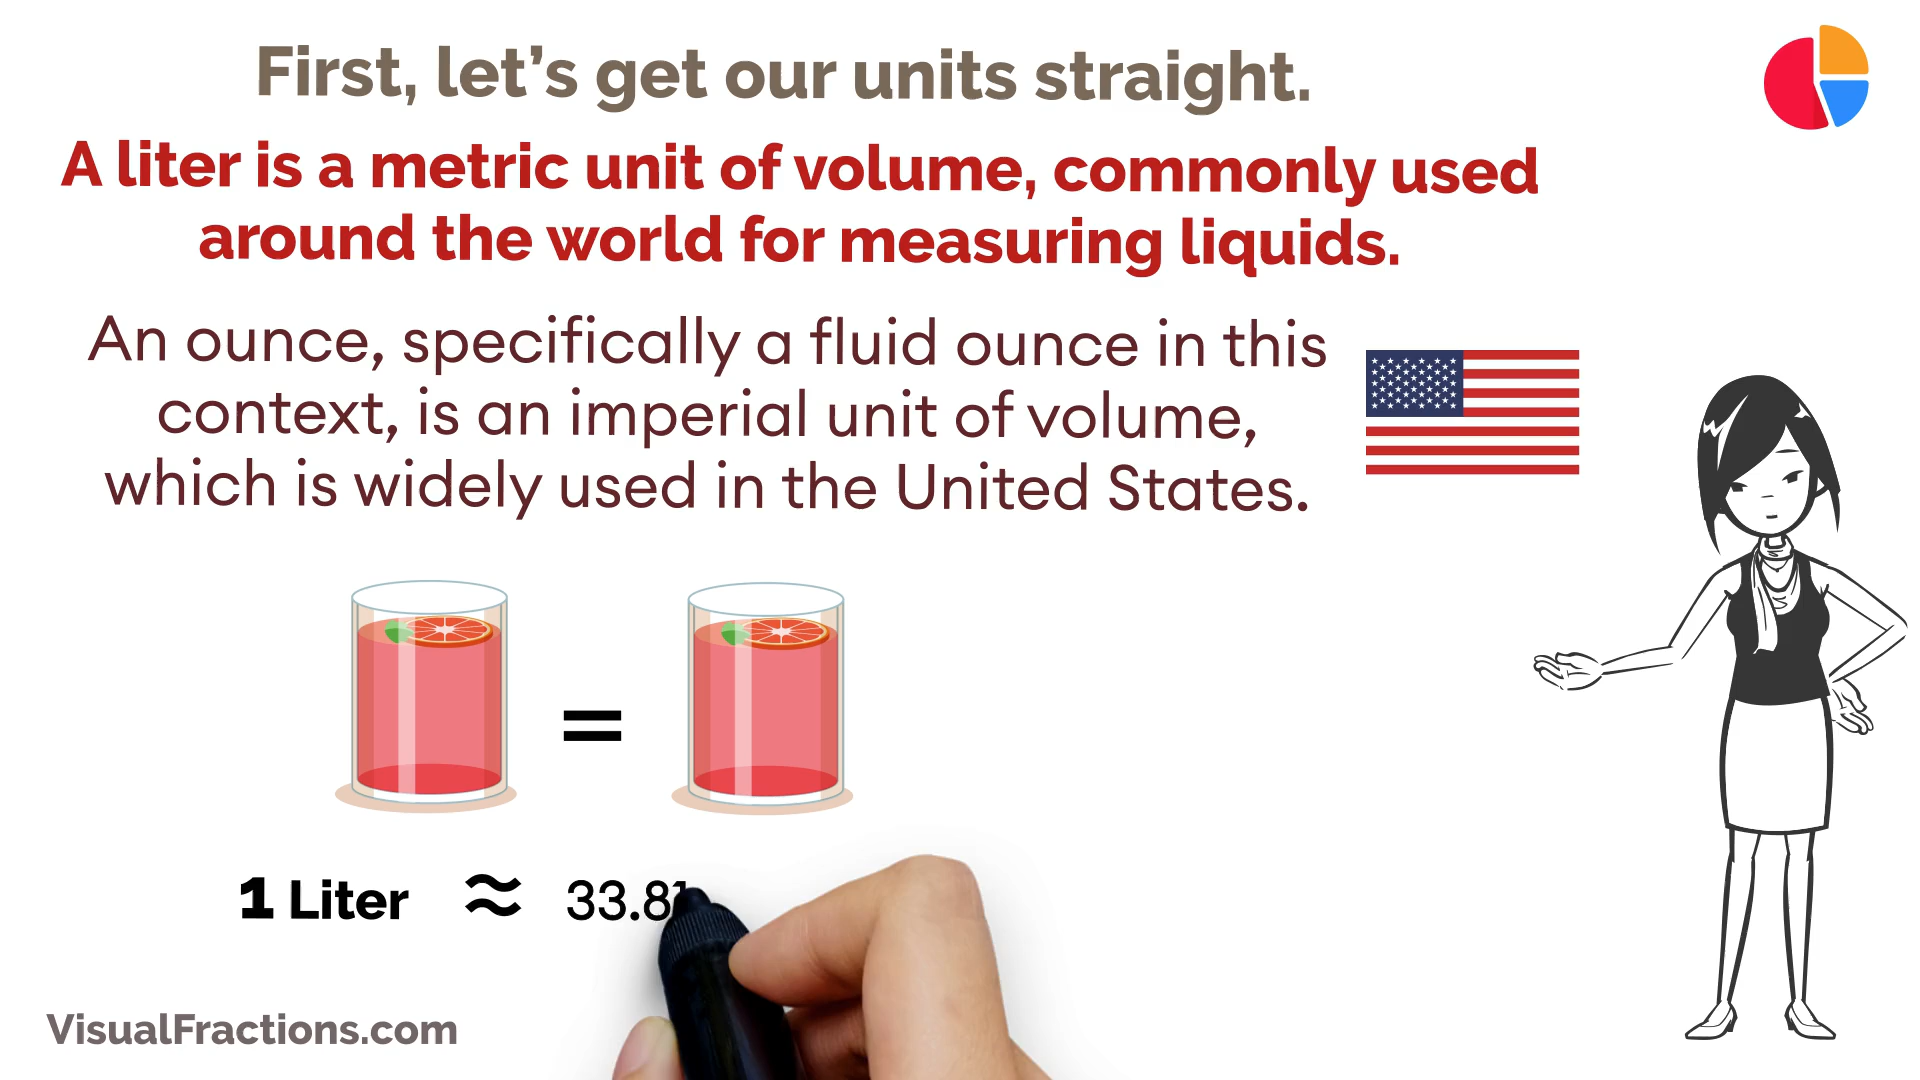 First, let’s get our units straight.
A liter is a metric unit of volume, commonly used
around the world for measuring liquids.
An ounce, specifically a fluid ounce in this
context, is an imperial unit of volume,
which is widely used in the United States.
=
1 Liter ≈ 33.81
VisualFractions.com